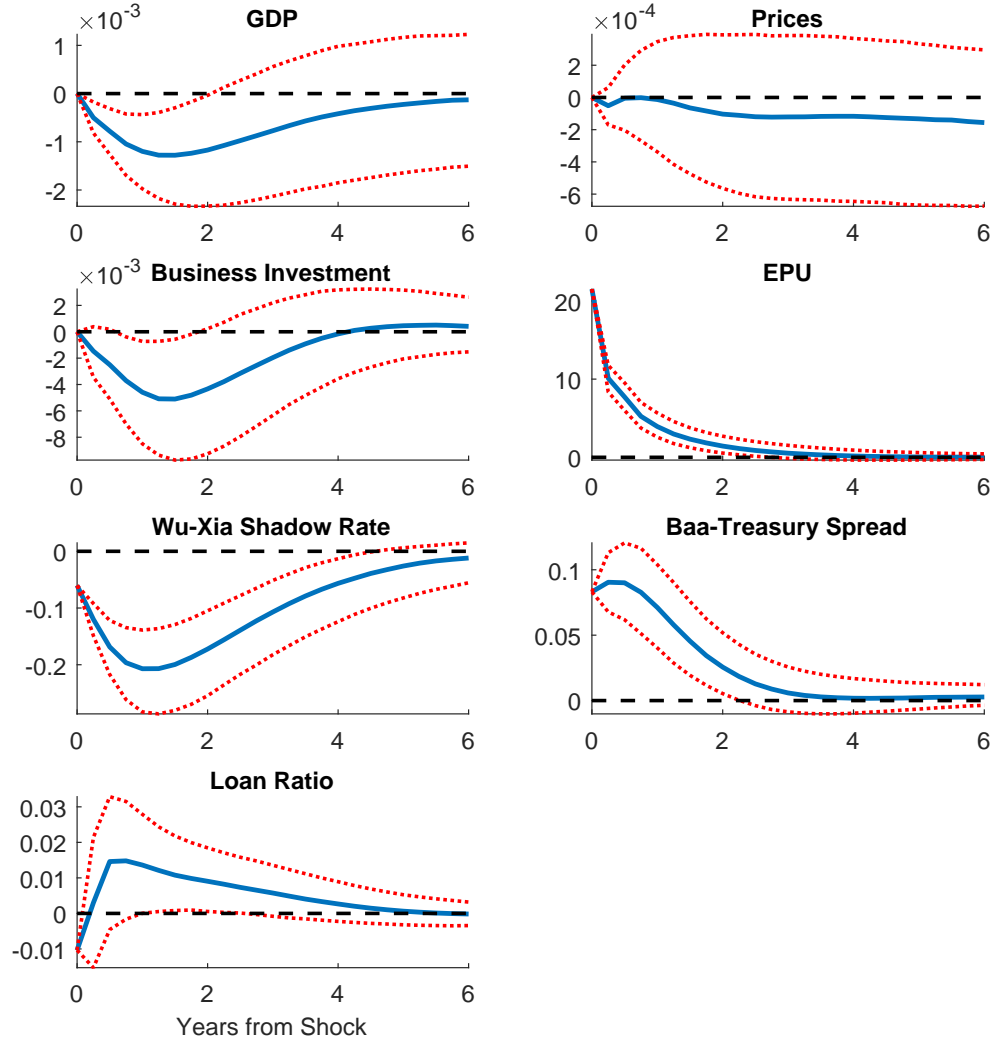 ×10⁻³ GDP
1
0
-1
-2
0 2 4 6
×10⁻⁴ Prices
2
0
-2
-4
-6
0 2 4 6
×10⁻³ Business Investment
2
0
-2
-4
-6
-8
0 2 4 6
EPU
20
10
0
0 2 4 6
Wu-Xia Shadow Rate
0
-0.1
-0.2
0 2 4 6
Baa-Treasury Spread
0.1
0.05
0
0 2 4 6
Loan Ratio
0.03
0.02
0.01
0
-0.01
0 2 4 6
Years from Shock